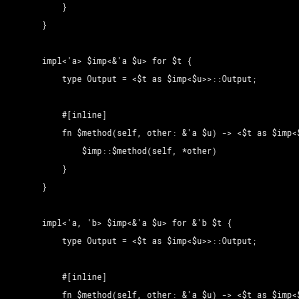 }
    }

    impl<'a> $imp<&'a $u> for $t {
        type Output = <$t as $imp<$u>>::Output;

        #[inline]
        fn $method(self, other: &'a $u) -> <$t as $imp<$
            $imp::$method(self, *other)
        }
    }

    impl<'a, 'b> $imp<&'a $u> for &'b $t {
        type Output = <$t as $imp<$u>>::Output;

        #[inline]
        fn $method(self, other: &'a $u) -> <$t as $imp<$